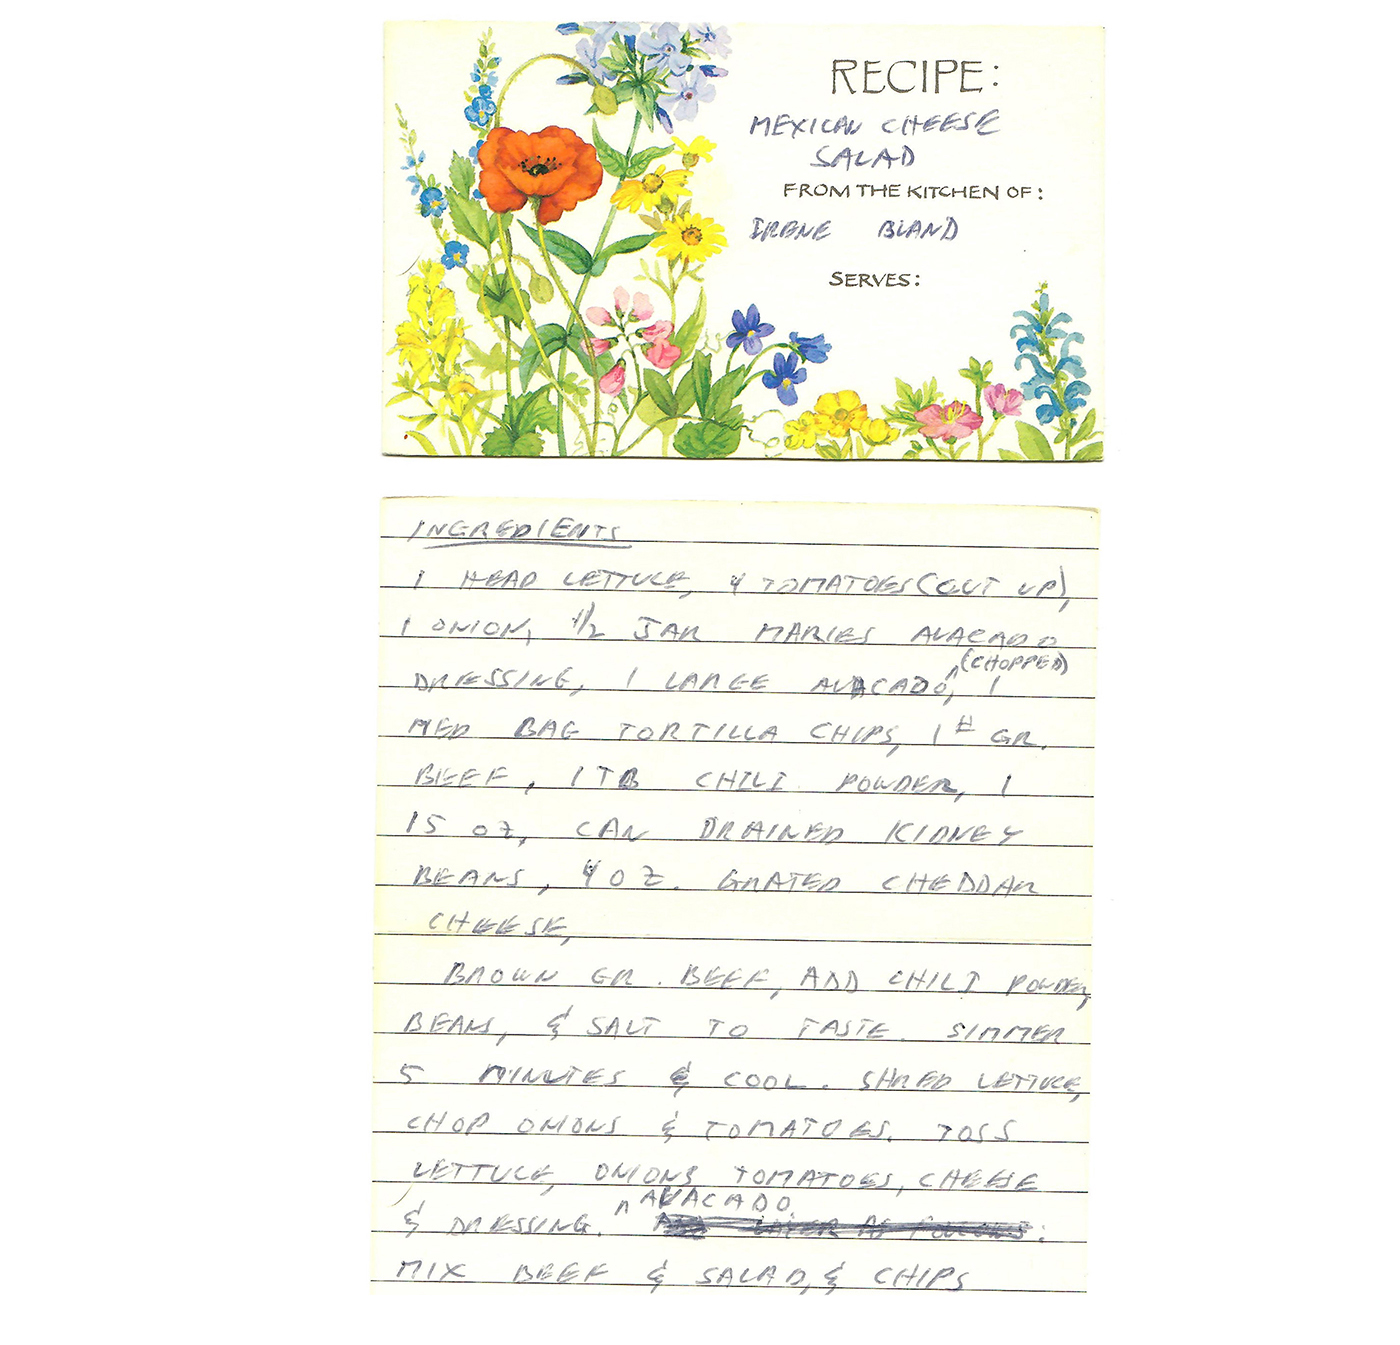 RECIPE:
MEXICAN CHEESE
SALAD
FROM THE KITCHEN OF:
IRENE BLAND
SERVES:
INGREDIENTS
1 HEAD LETTUCE, 4 TOMATOES (CUT UP),
1 ONION, 1/2 JAR MARIES AVACADO
(CHOPPED)
DRESSING, 1 LARGE AVACADO, 1
MED BAG TORTILLA CHIPS, 1# GR.
BEEF, 1 TB CHILI POWDER, 1
15 OZ, CAN DRAINED KIDNEY
BEANS, 4 OZ. GRATED CHEDDAR
CHEESE,
BROWN GR. BEEF, ADD CHILI POWDER,
BEANS, & SALT TO TASTE. SIMMER
5 MINUTES & COOL. SHRED LETTUCE,
CHOP ONIONS & TOMATOES. TOSS
LETTUCE, ONIONS TOMATOES, CHEESE
AVACADO
& DRESSING. LAYER AS FOLLOWS:
MIX BEEF & SALAD, & CHIPS